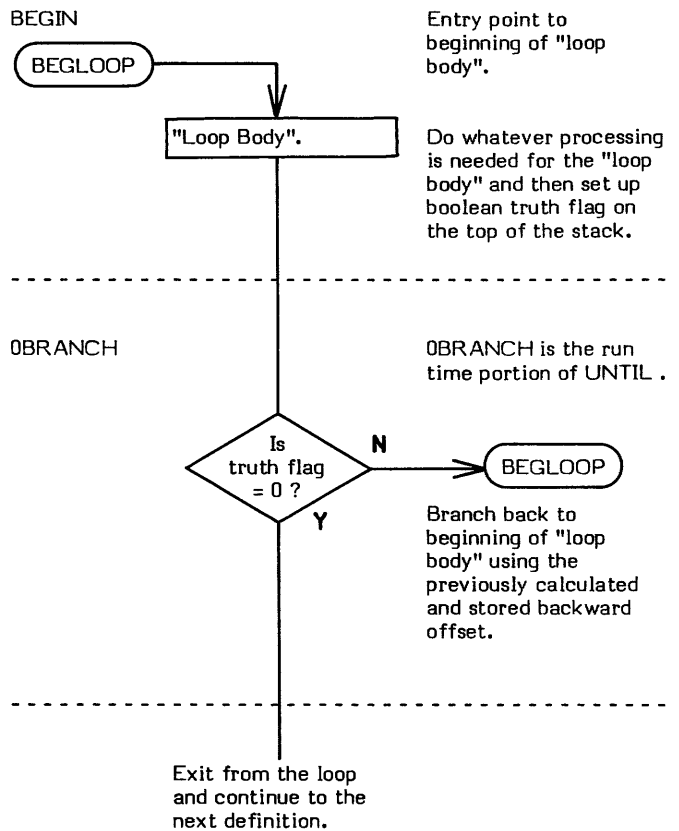 BEGIN
Entry point to
beginning of "loop
body".
BEGLOOP
"Loop Body".
Do whatever processing
is needed for the "loop
body" and then set up
boolean truth flag on
the top of the stack.
0BRANCH
0BRANCH is the run
time portion of UNTIL .
Is
truth flag
= 0 ?
N
Y
BEGLOOP
Branch back to
beginning of "loop
body" using the
previously calculated
and stored backward
offset.
Exit from the loop
and continue to the
next definition.